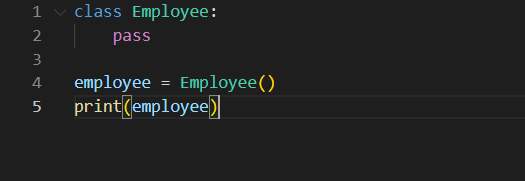 1 class Employee:
2     pass
3
4 employee = Employee()
5 print(employee)